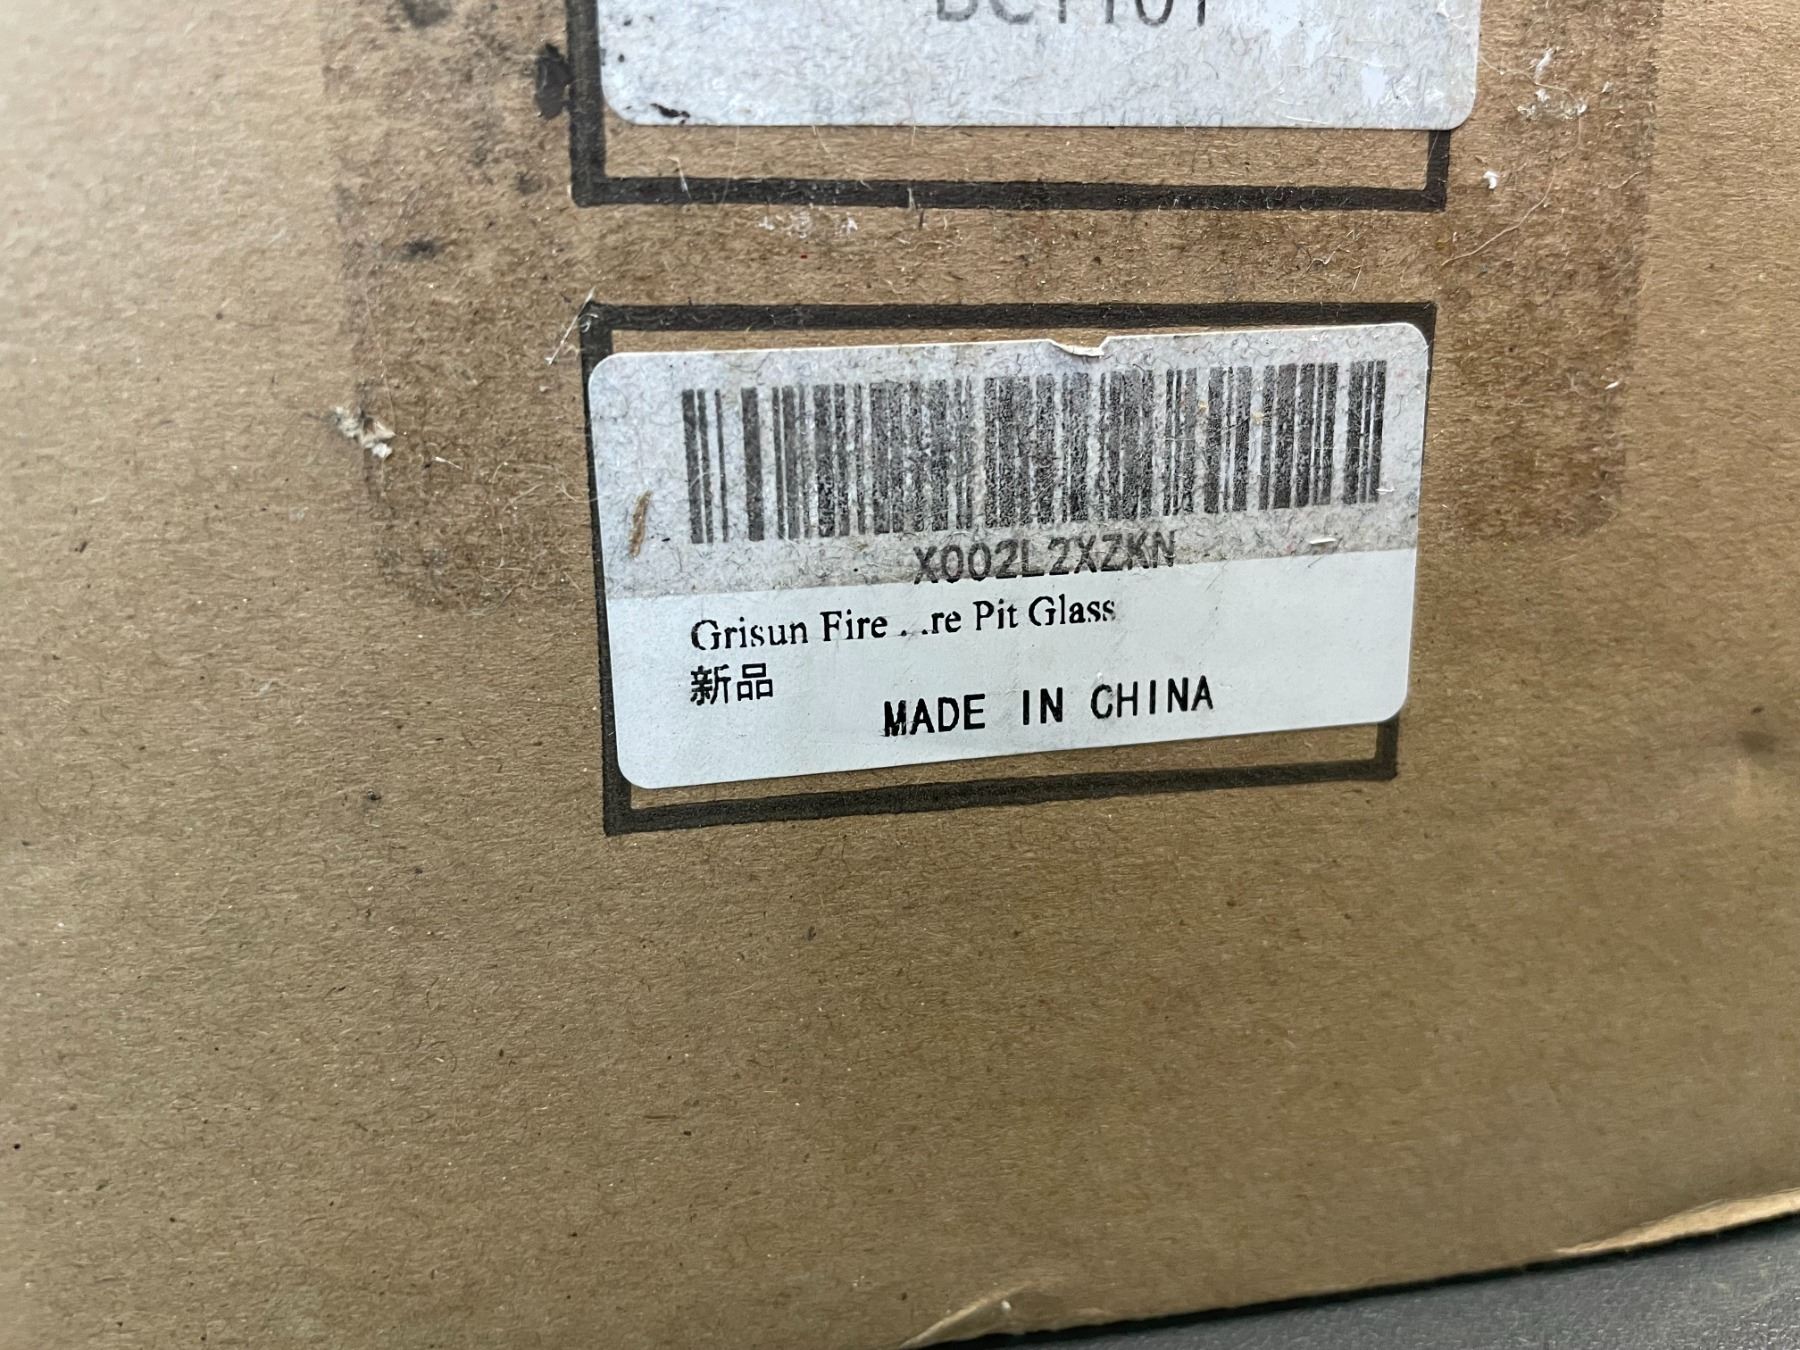 X002L2XZKN
Grisun Fire ...re Pit Glass
新品
MADE IN CHINA